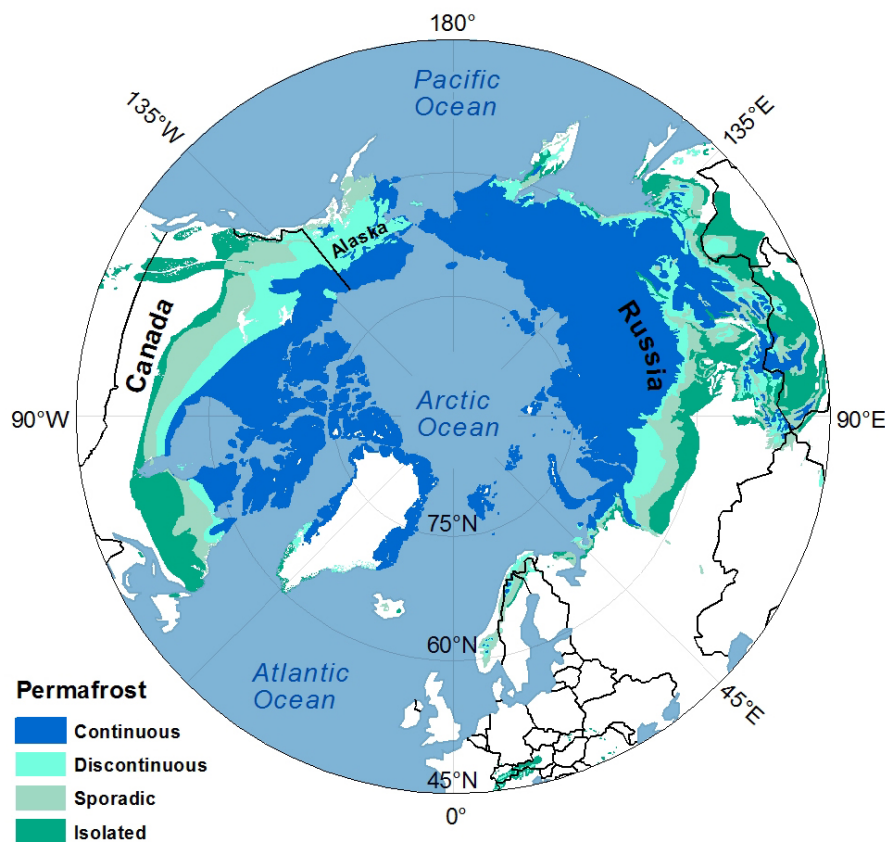 180°
Pacific
Ocean
135°W
135°E
Alaska
Canada
Russia
90°W
Arctic
Ocean
90°E
75°N
60°N
Atlantic
Ocean
45°E
Permafrost
Continuous
Discontinuous
Sporadic
Isolated
45°N
0°